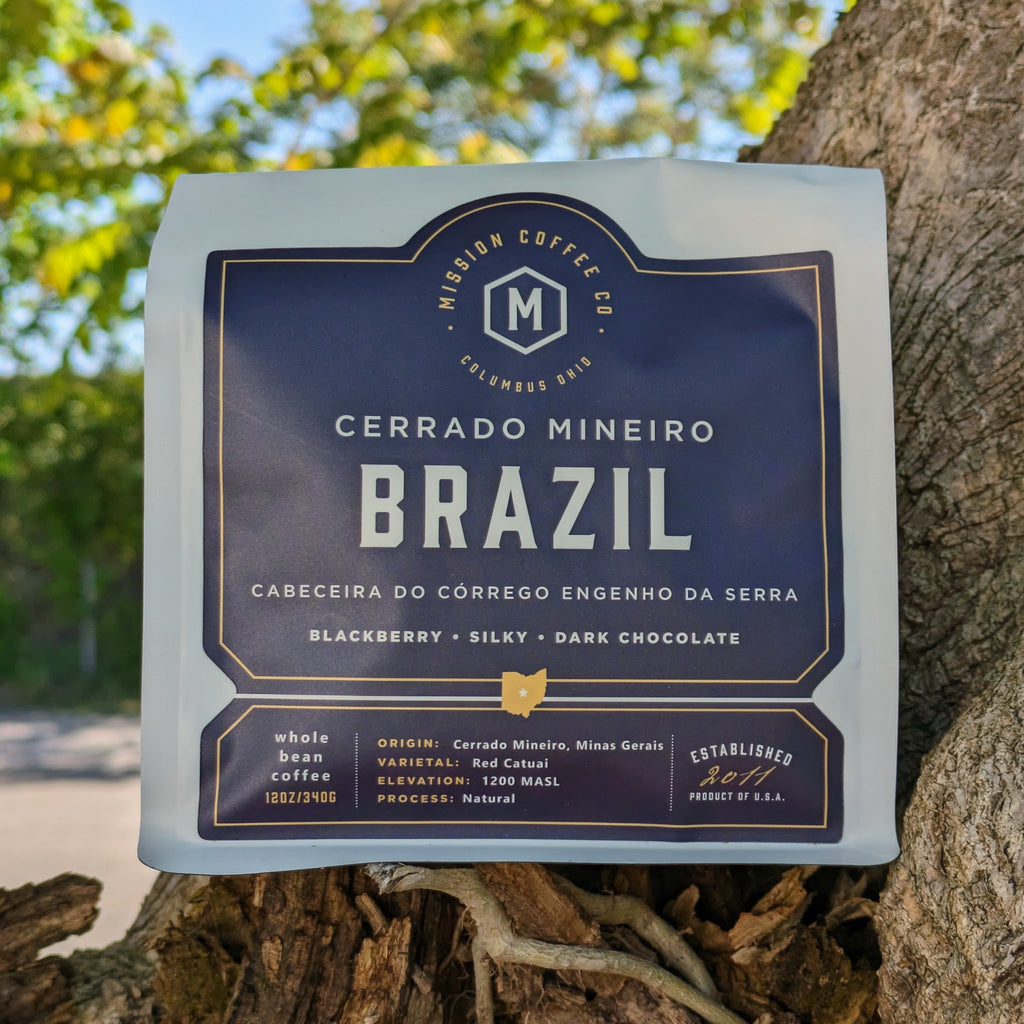 MISSION COFFEE CO
M
COLUMBUS OHIO
CERRADO MINEIRO
BRAZIL
CABECEIRA DO CÓRREGO ENGENHO DA SERRA
BLACKBERRY • SILKY • DARK CHOCOLATE
whole
bean
coffee
12OZ/340G
ORIGIN: Cerrado Mineiro, Minas Gerais
VARIETAL: Red Catuai
ELEVATION: 1200 MASL
PROCESS: Natural
ESTABLISHED
2011
PRODUCT OF U.S.A.